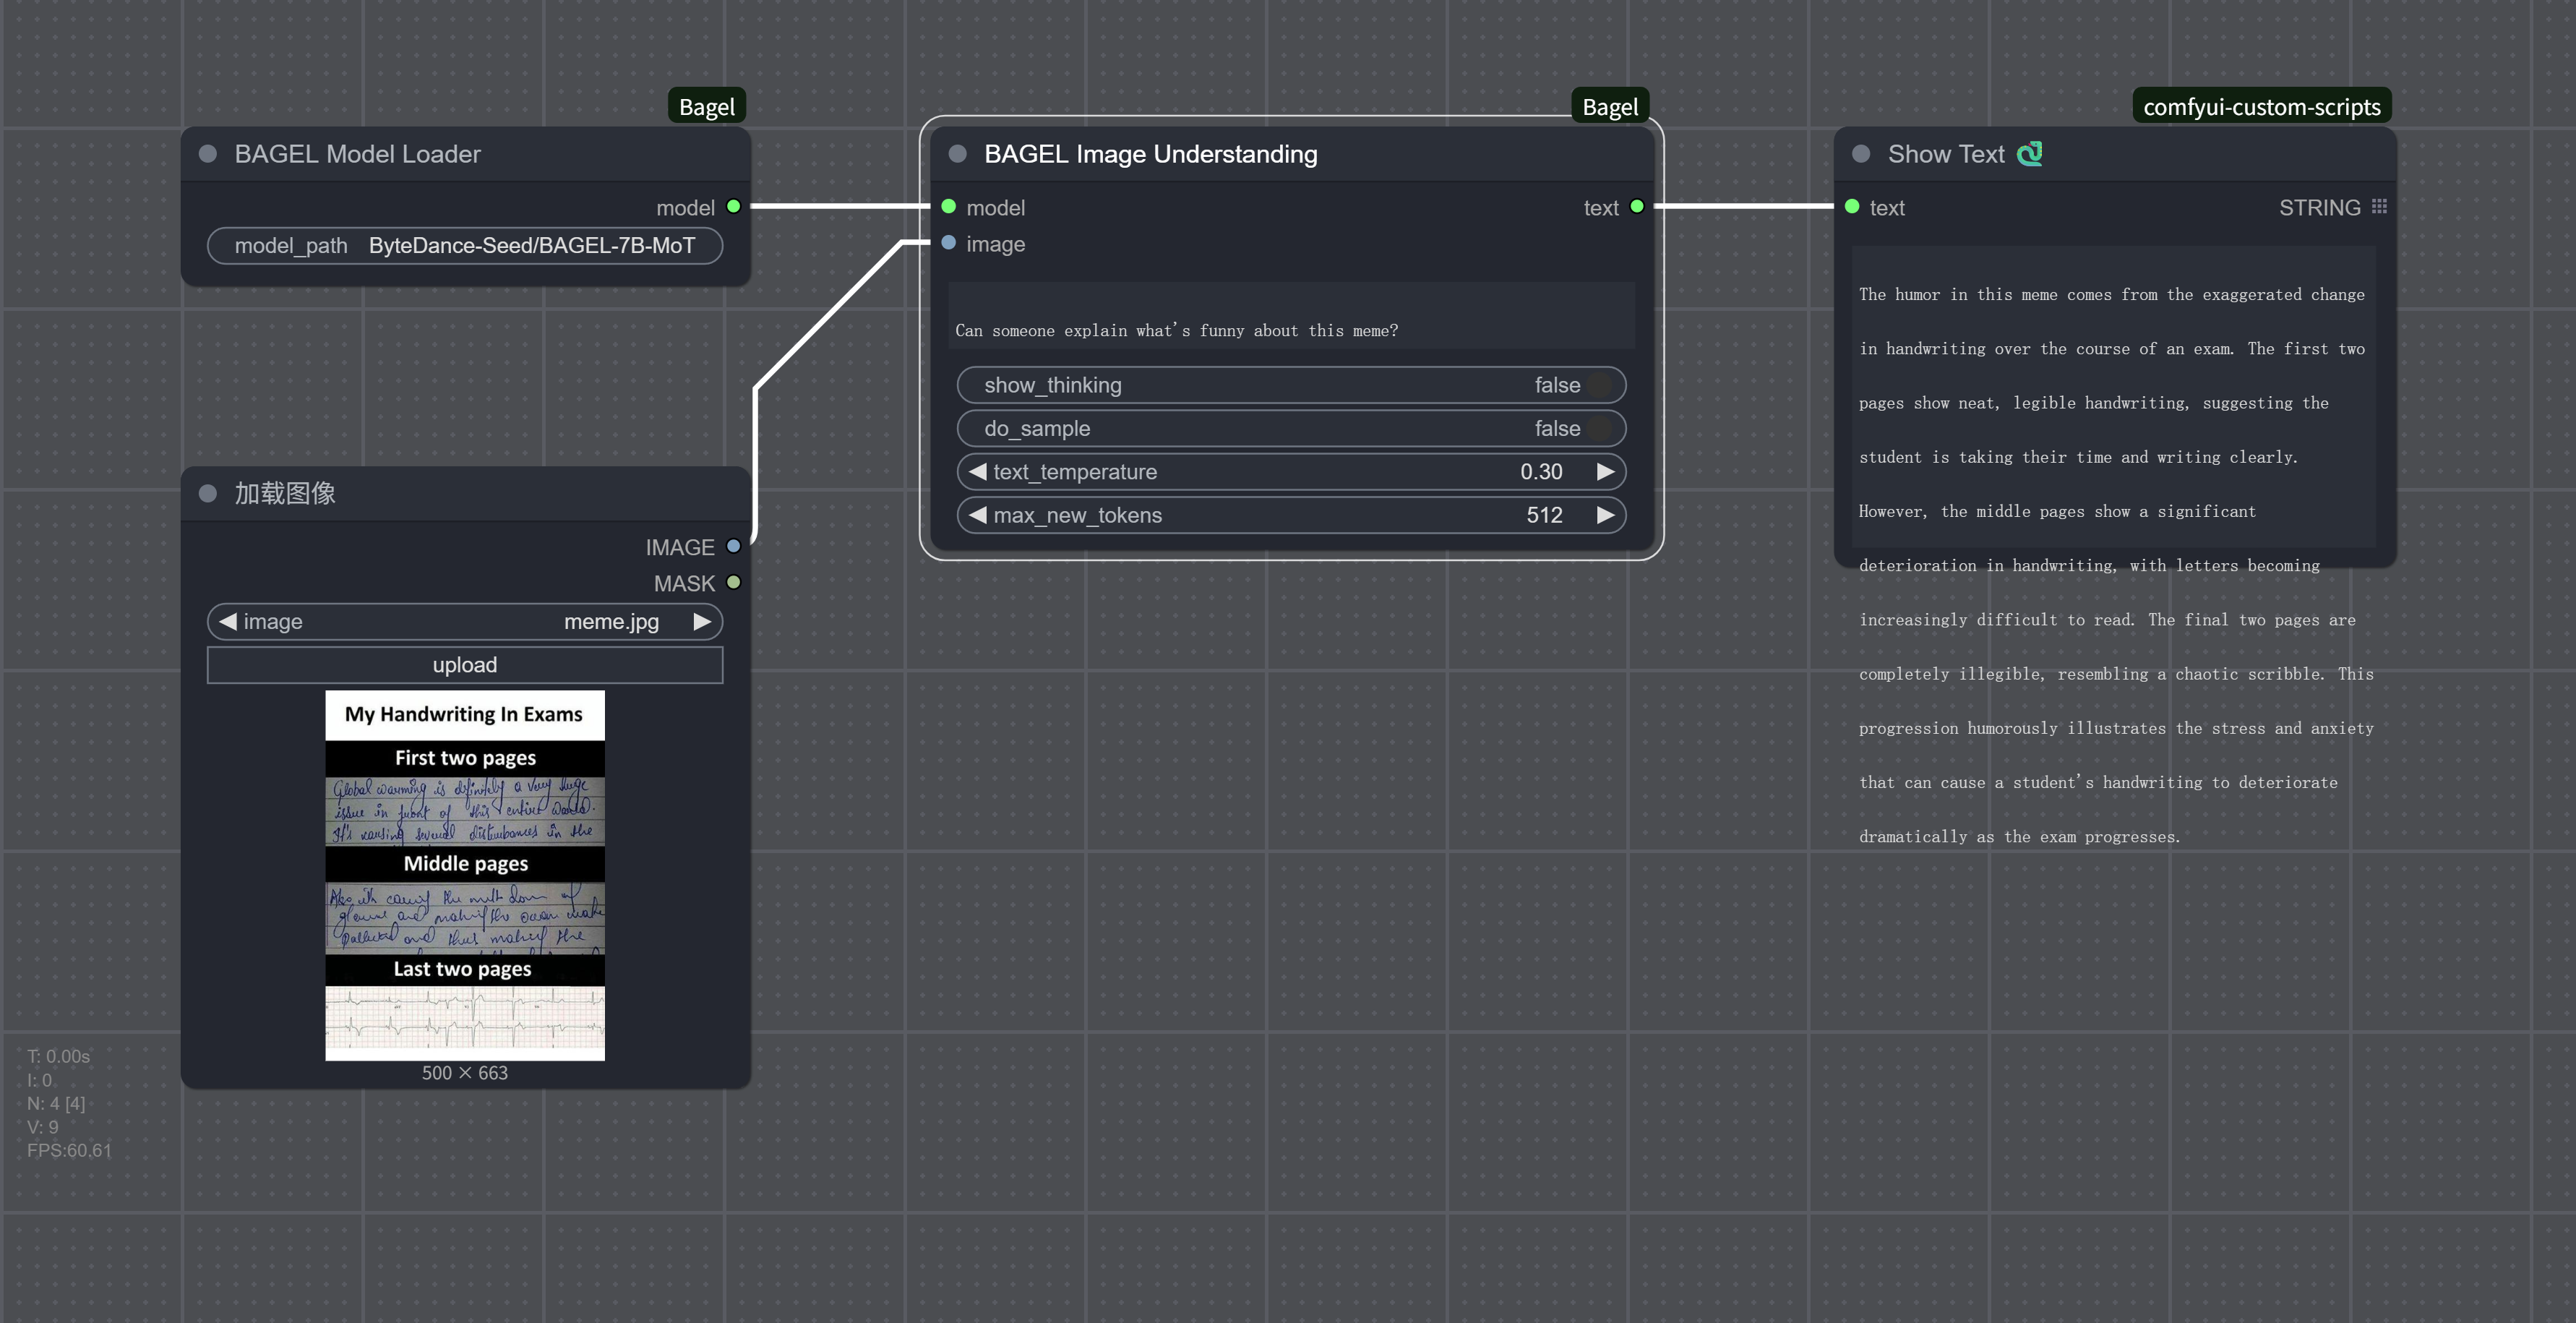 Bagel
BAGEL Model Loader
model
model_path ByteDance-Seed/BAGEL-7B-MoT
加载图像
IMAGE
MASK
image meme.jpg
upload
My Handwriting In Exams
First two pages
Global warming is definitely a very huge
issue in front of this entire World.
It's causing several disturbances in the
Middle pages
Also, causing the melt down of
and making the ocean
Polluted and thus making the
Last two pages
500 × 663
Bagel
BAGEL Image Understanding
model text
image
Can someone explain what's funny about this meme?
show_thinking false
do_sample false
text_temperature 0.30
max_new_tokens 512
comfyui-custom-scripts
Show Text
text STRING
The humor in this meme comes from the exaggerated change
in handwriting over the course of an exam. The first two
pages show neat, legible handwriting, suggesting the
student is taking their time and writing clearly.
However, the middle pages show a significant
deterioration in handwriting, with letters becoming
increasingly difficult to read. The final two pages are
completely illegible, resembling a chaotic scribble. This
progression humorously illustrates the stress and anxiety
that can cause a student's handwriting to deteriorate
dramatically as the exam progresses.
T: 0.00s
I: 0
N: 4 [4]
V: 9
FPS:60.61